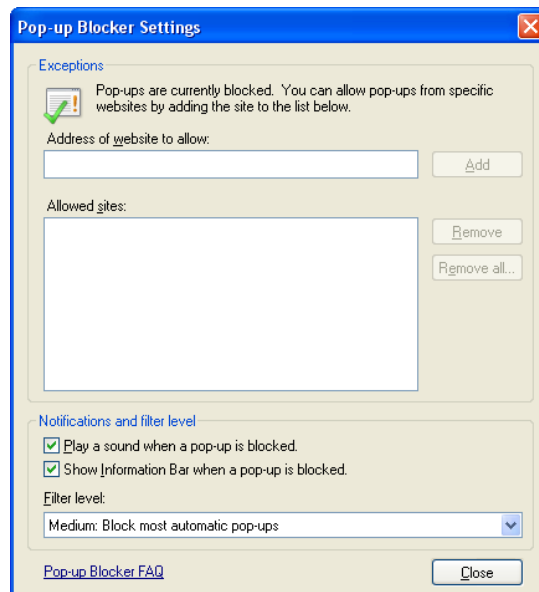 Pop-up Blocker Settings
Exceptions
Pop-ups are currently blocked. You can allow pop-ups from specific
websites by adding the site to the list below.
Address of website to allow:
Add
Allowed sites:
Remove
Remove all...
Notifications and filter level
Play a sound when a pop-up is blocked.
Show Information Bar when a pop-up is blocked.
Filter level:
Medium: Block most automatic pop-ups
Pop-up Blocker FAQ
Close